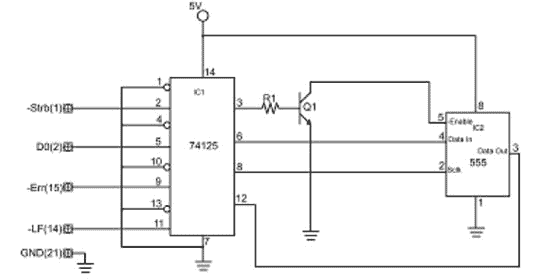 5V
14
1
IC1
-Strb(1)
2
3
R1
Q1
8
4
5
-Enable
IC2
D0(2)
5
74125
6
4
Data In
Data Out
3
10
555
-Err(15)
9
8
2
Sclk
13
12
1
-LF(14)
11
7
GND(21)